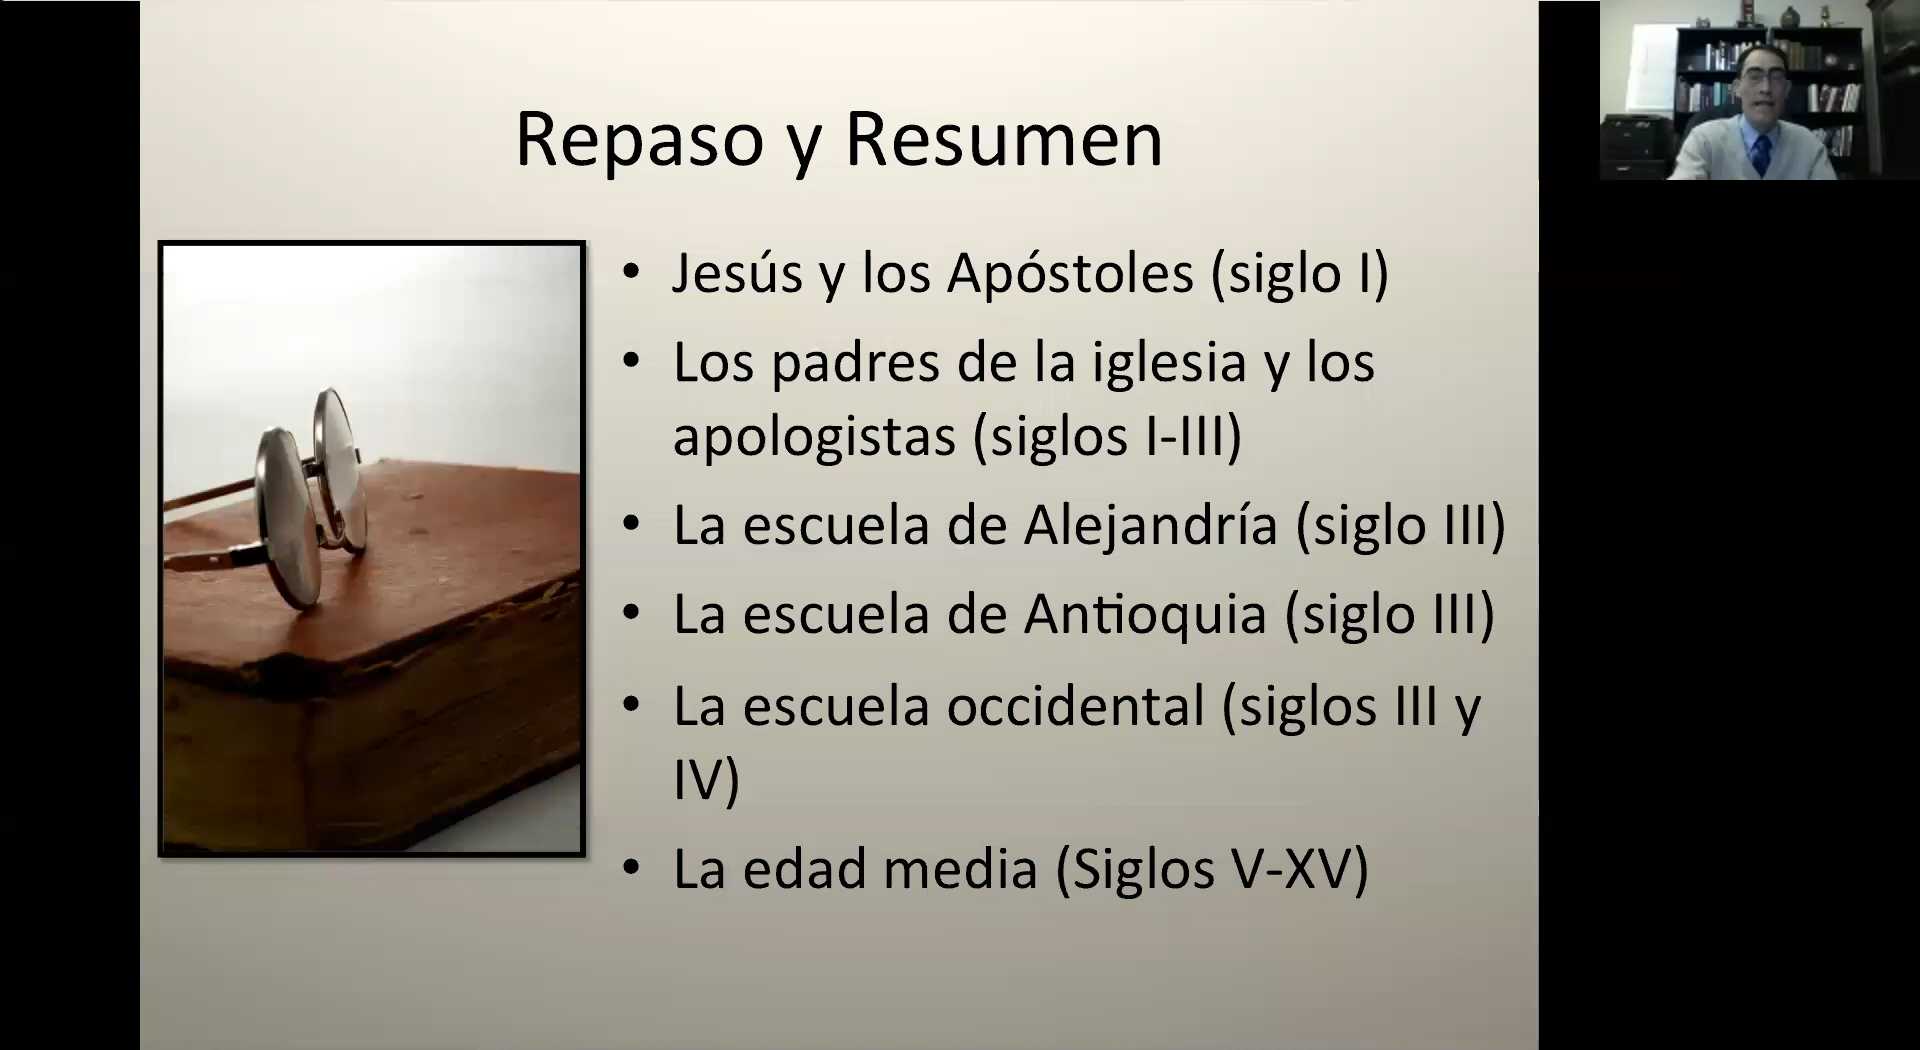 Repaso y Resumen
• Jesús y los Apóstoles (siglo I)
• Los padres de la iglesia y los
apologistas (siglos I-III)
• La escuela de Alejandría (siglo III)
• La escuela de Antioquia (siglo III)
• La escuela occidental (siglos III y
IV)
• La edad media (Siglos V-XV)